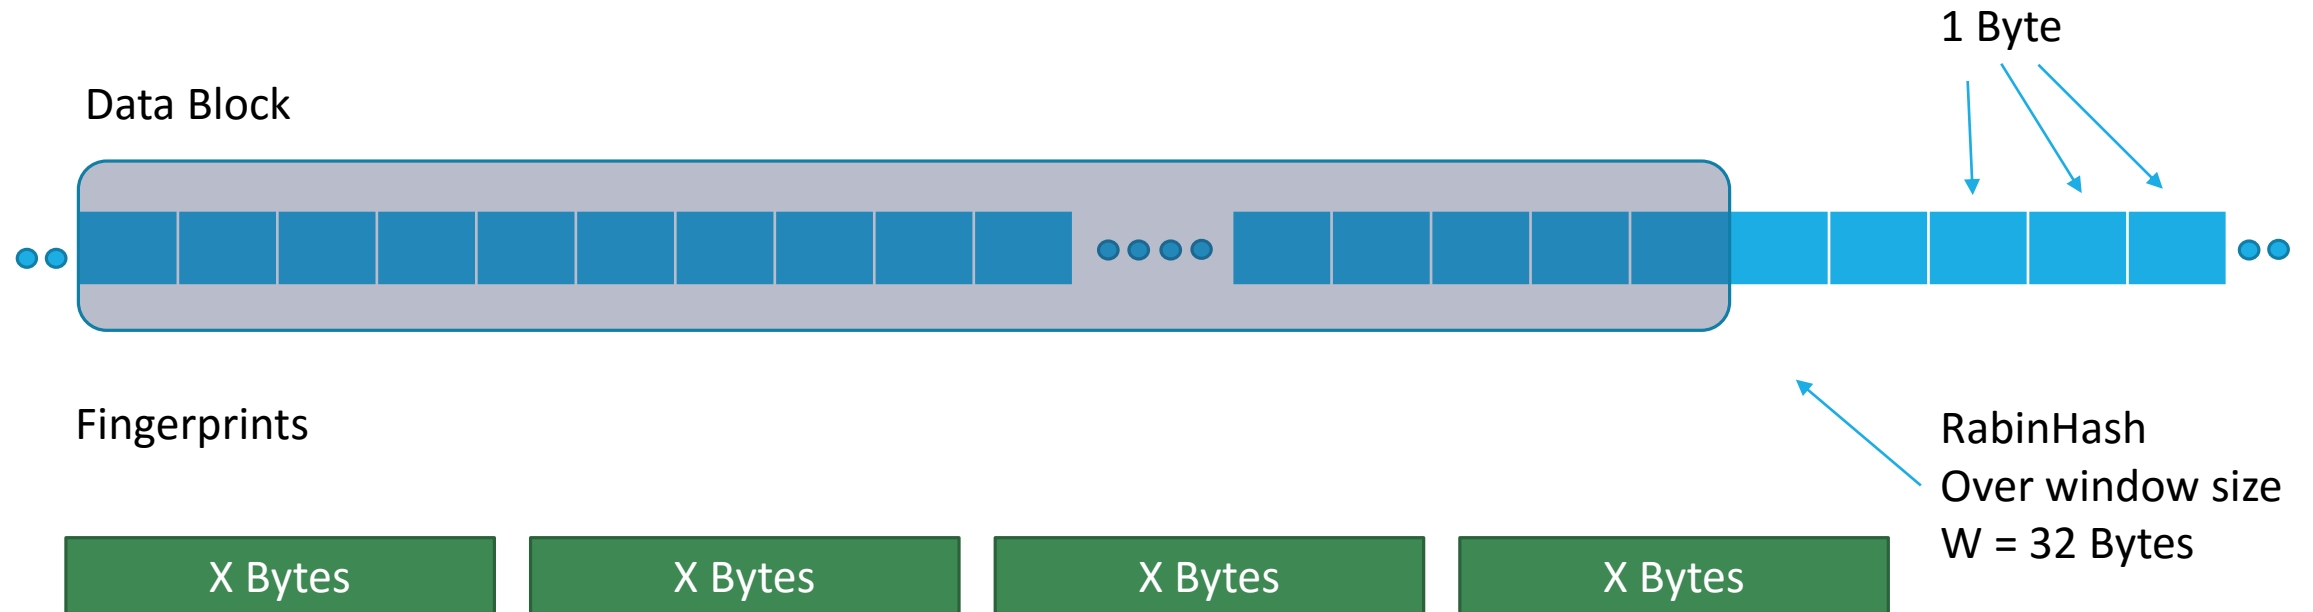 1 Byte
Data Block
Fingerprints
RabinHash
Over window size
W = 32 Bytes
X Bytes
X Bytes
X Bytes
X Bytes